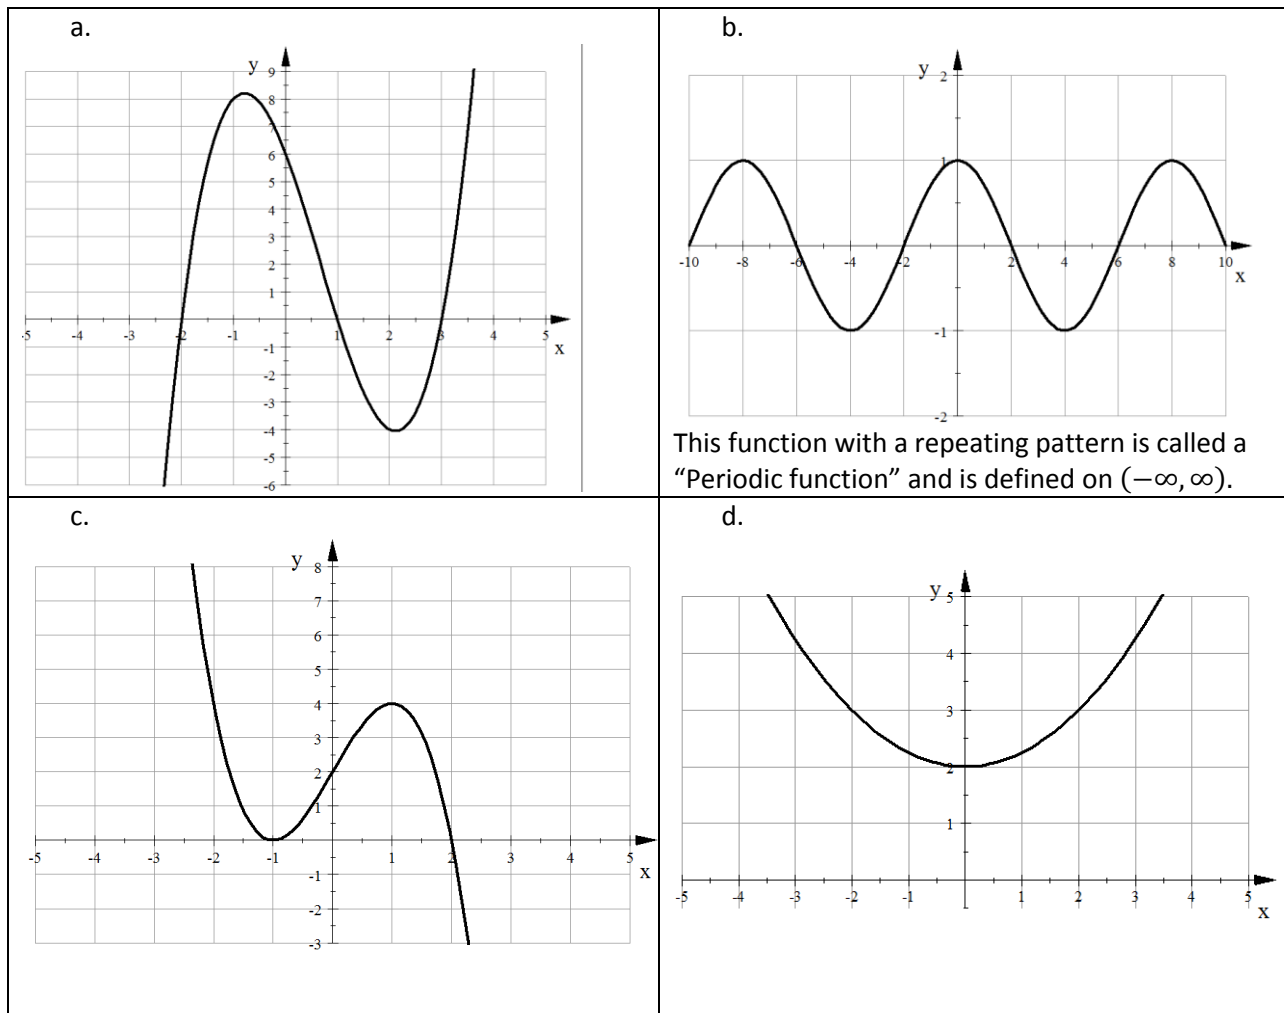 a.
y
9
8
7
6
5
4
3
2
1
-5 -4 -3 -2 -1 1 2 3 4 5
x
-1
-2
-3
-4
-5
-6
b.
y
2
1
-10 -8 -6 -4 -2 2 4 6 8 10
x
-1
-2
This function with a repeating pattern is called a
“Periodic function” and is defined on (−∞, ∞).
c.
y
8
7
6
5
4
3
2
1
-5 -4 -3 -2 -1 1 2 3 4 5
x
-1
-2
-3
d.
y
5
4
3
2
1
-5 -4 -3 -2 -1 1 2 3 4 5
x